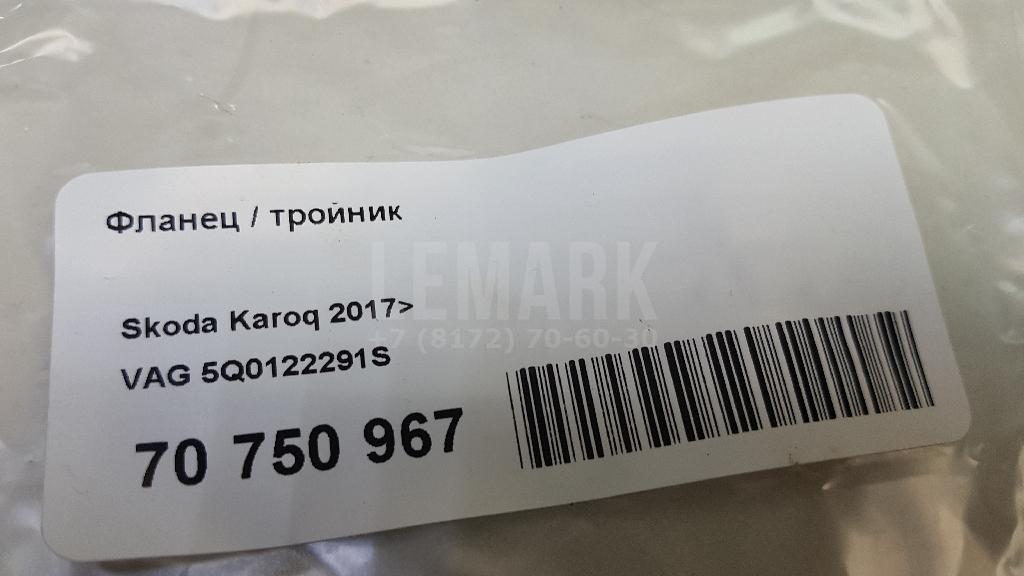 Фланец / тройник
LEMARK
+7 (8172) 70-60-30
Skoda Karoq 2017>
VAG 5Q0122291S
70 750 967